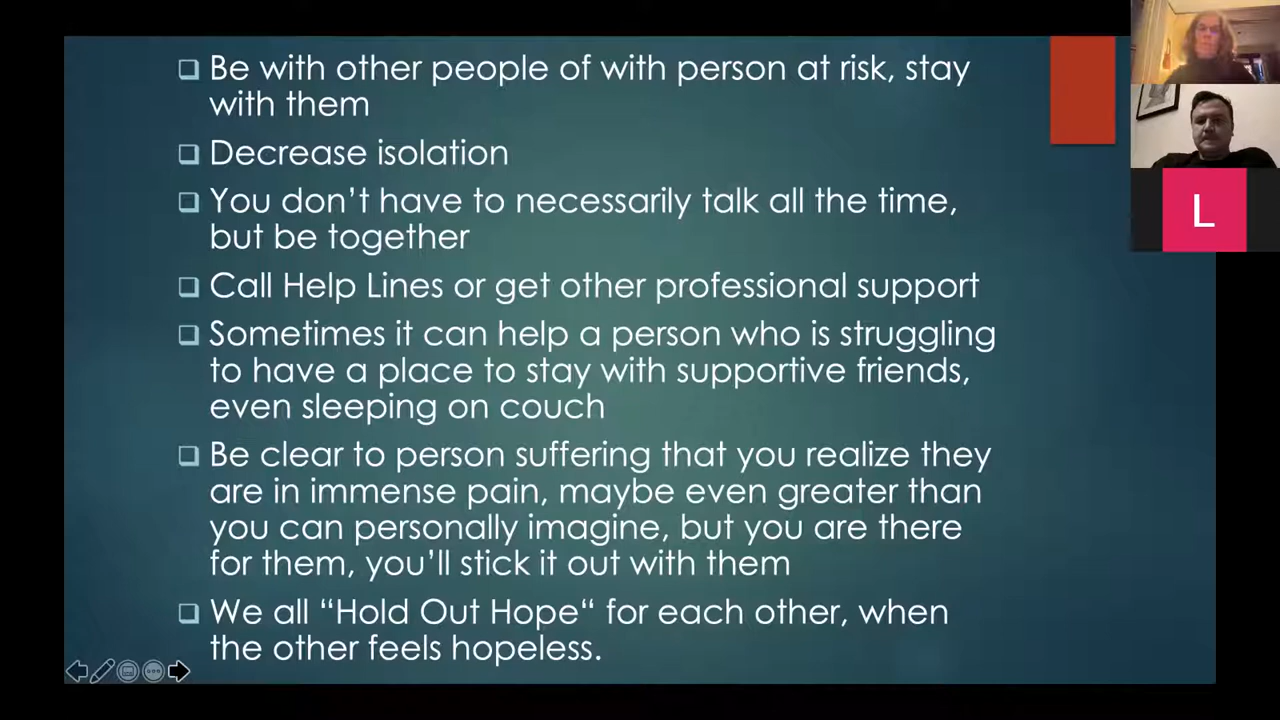 Be with other people of with person at risk, stay
with them
Decrease isolation
You don’t have to necessarily talk all the time,
but be together
Call Help Lines or get other professional support
Sometimes it can help a person who is struggling
to have a place to stay with supportive friends,
even sleeping on couch
Be clear to person suffering that you realize they
are in immense pain, maybe even greater than
you can personally imagine, but you are there
for them, you’ll stick it out with them
We all “Hold Out Hope“ for each other, when
the other feels hopeless.
L